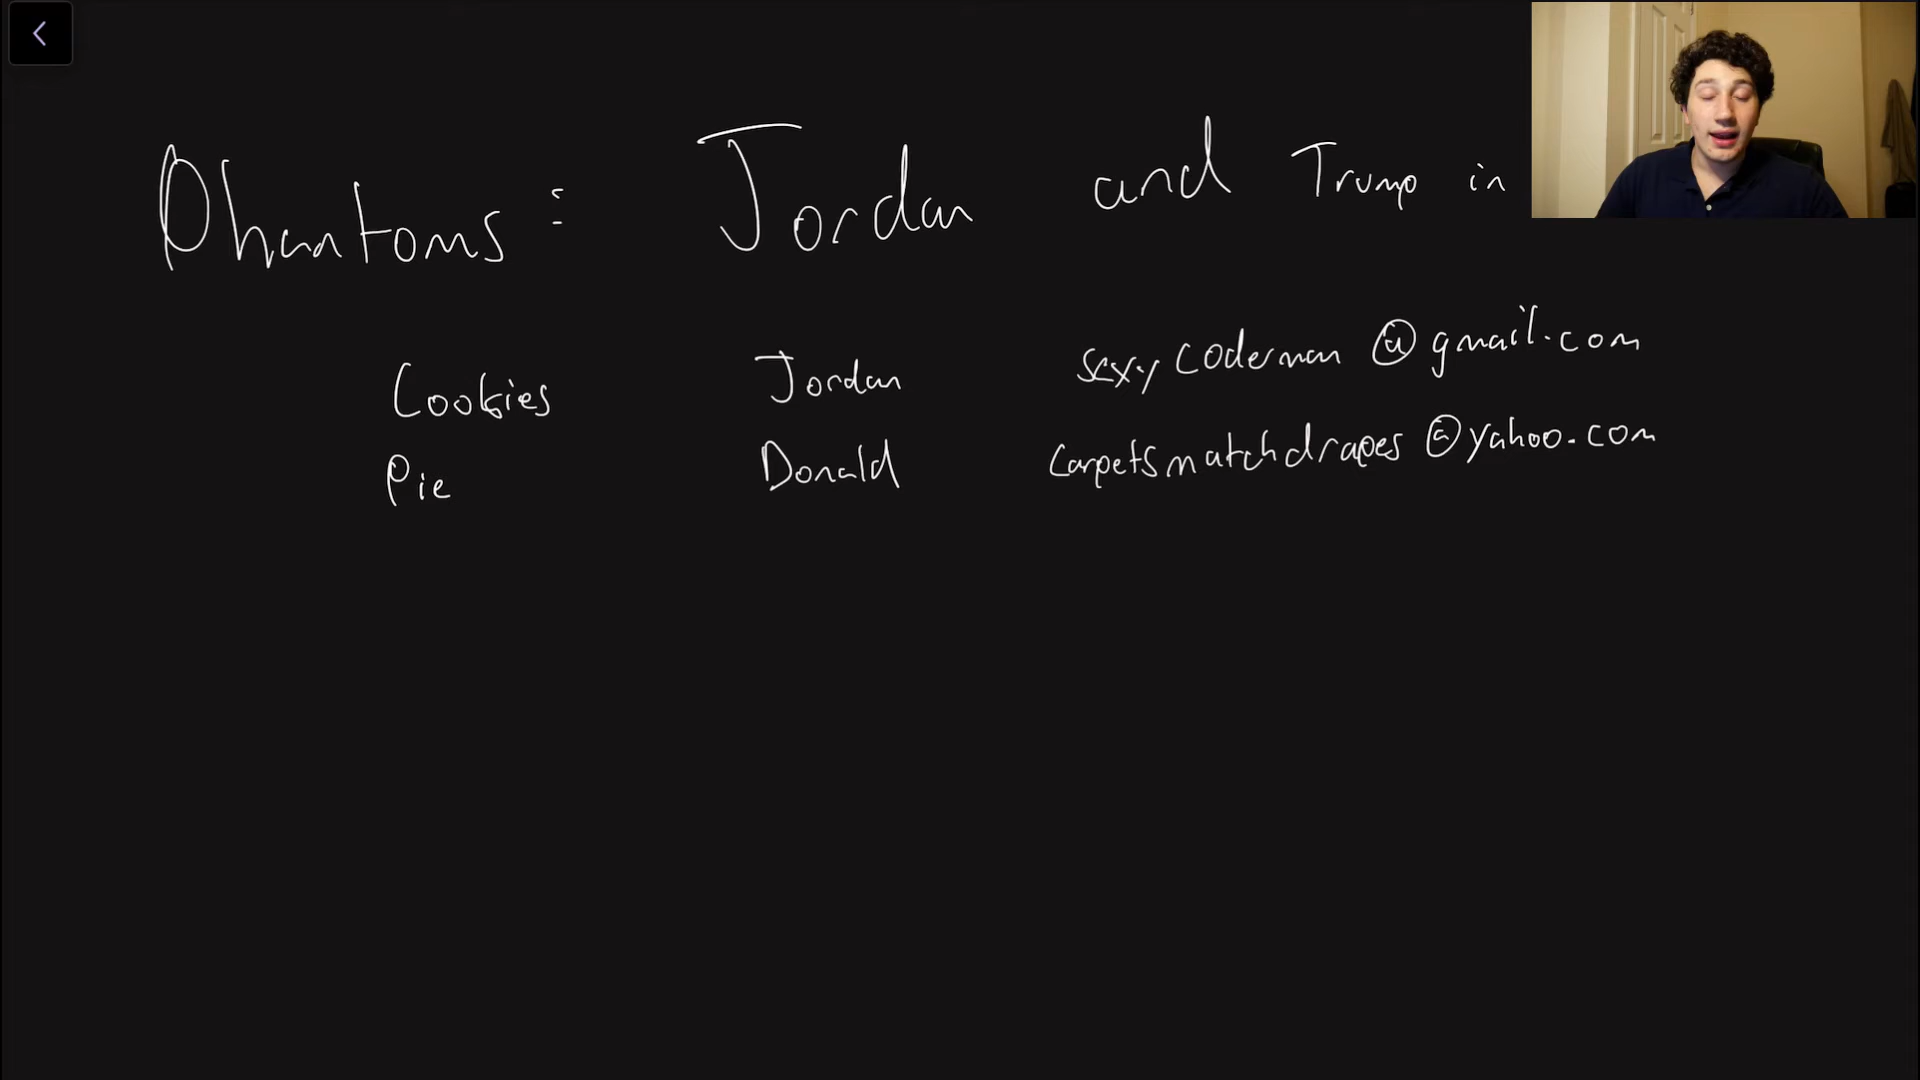 Phantoms: Jordan and Trump in
Cookies Jordan sexycoderman@gmail.com
Pie Donald carpetsmatchdrapes@yahoo.com